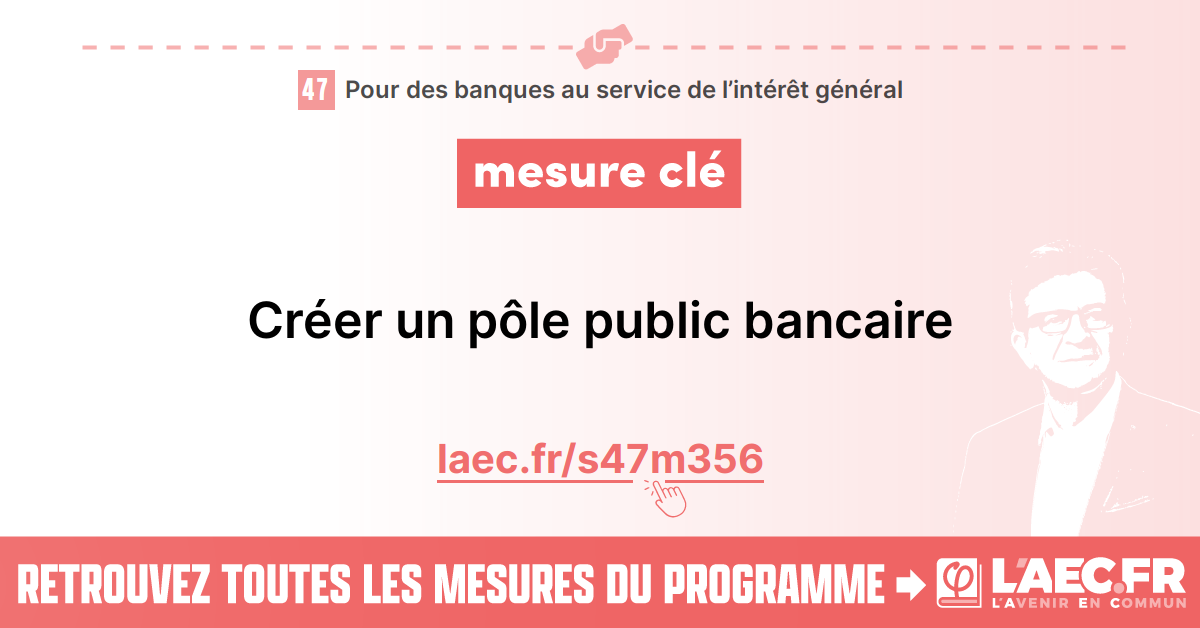 47 Pour des banques au service de l’intérêt général
mesure clé
Créer un pôle public bancaire
laec.fr/s47m356
RETROUVEZ TOUTES LES MESURES DU PROGRAMME
L'AEC.FR
L'AVENIR EN COMMUN